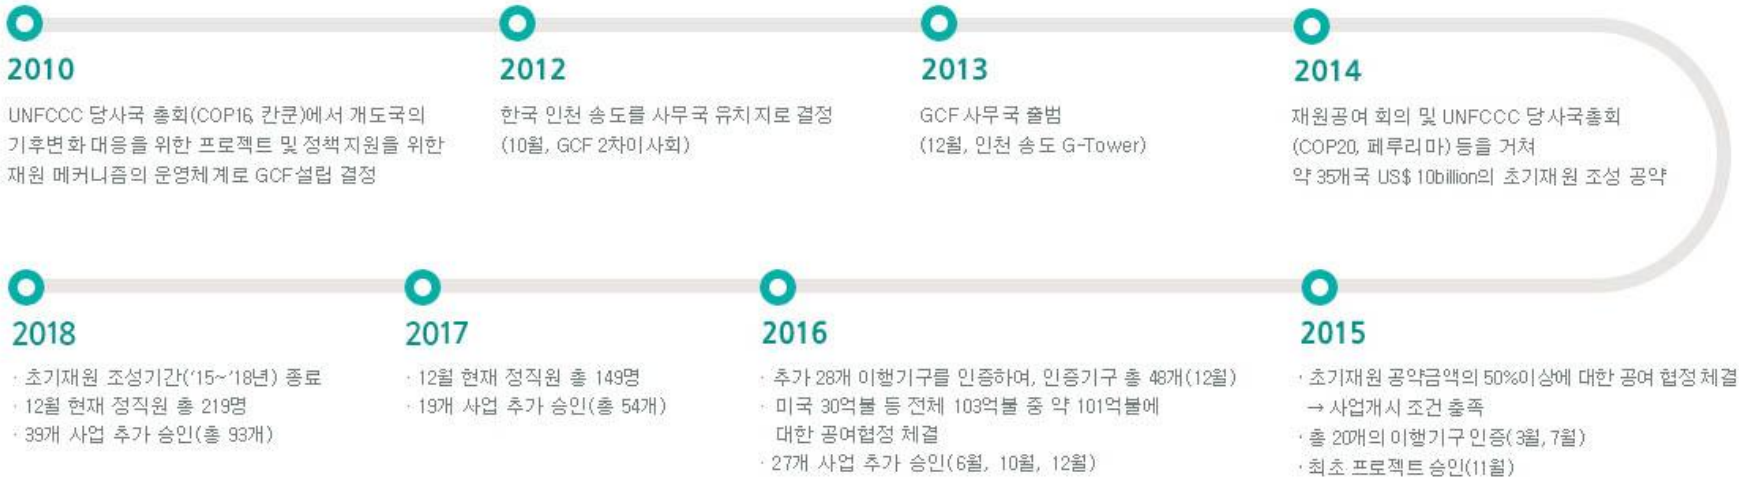 2010
UNFCCC 당사국 총회(COP16, 칸쿤)에서 개도국의
기후변화 대응을 위한 프로젝트 및 정책지원을 위한
재원 메커니즘의 운영체계로 GCF설립 결정
2012
한국 인천 송도를 사무국 유치지로 결정
(10월, GCF 2차이사회)
2013
GCF 사무국 출범
(12월, 인천 송도 G-Tower)
2014
재원공여 회의 및 UNFCCC 당사국총회
(COP20, 페루리마) 등을 거쳐
약 35개국 US$ 10billion의 초기재원 조성 공약
2015
· 초기재원 공약금액의 50%이상에 대한 공여 협정 체결
→ 사업개시 조건 충족
· 총 20개의 이행기구 인증(3월, 7월)
· 최초 프로젝트 승인(11월)
2016
· 추가 28개 이행기구를 인증하여, 인증기구 총 48개(12월)
· 미국 30억불 등 전체 103억불 중 약 101억불에
대한 공여협정 체결
· 27개 사업 추가 승인(6월, 10월, 12월)
2017
· 12월 현재 정직원 총 149명
· 19개 사업 추가 승인(총 54개)
2018
· 초기재원 조성기간('15~'18년) 종료
· 12월 현재 정직원 총 219명
· 39개 사업 추가 승인(총 93개)